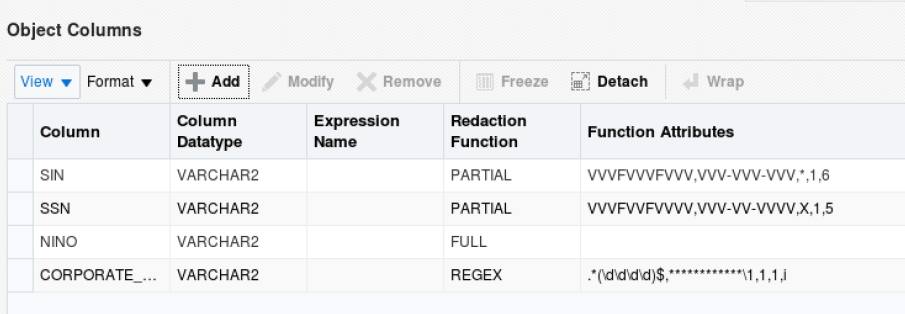 Object Columns
View Format Add Modify Remove Freeze Detach Wrap
Column Column Datatype Expression Name Redaction Function Function Attributes
SIN VARCHAR2 PARTIAL VVVFVVVFVVV,VVV-VVV-VVV,*,1,6
SSN VARCHAR2 PARTIAL VVVFVVFVVVV,VVV-VV-VVVV,X,1,5
NINO VARCHAR2 FULL
CORPORATE_... VARCHAR2 REGEX .*(\d\d\d\d)$,************\1,1,1,i